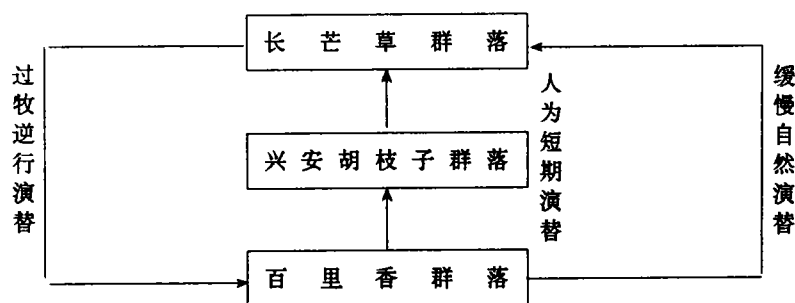 长芒草群落
过牧逆行演替
人为短期演替
缓慢自然演替
兴安胡枝子群落
百里香群落